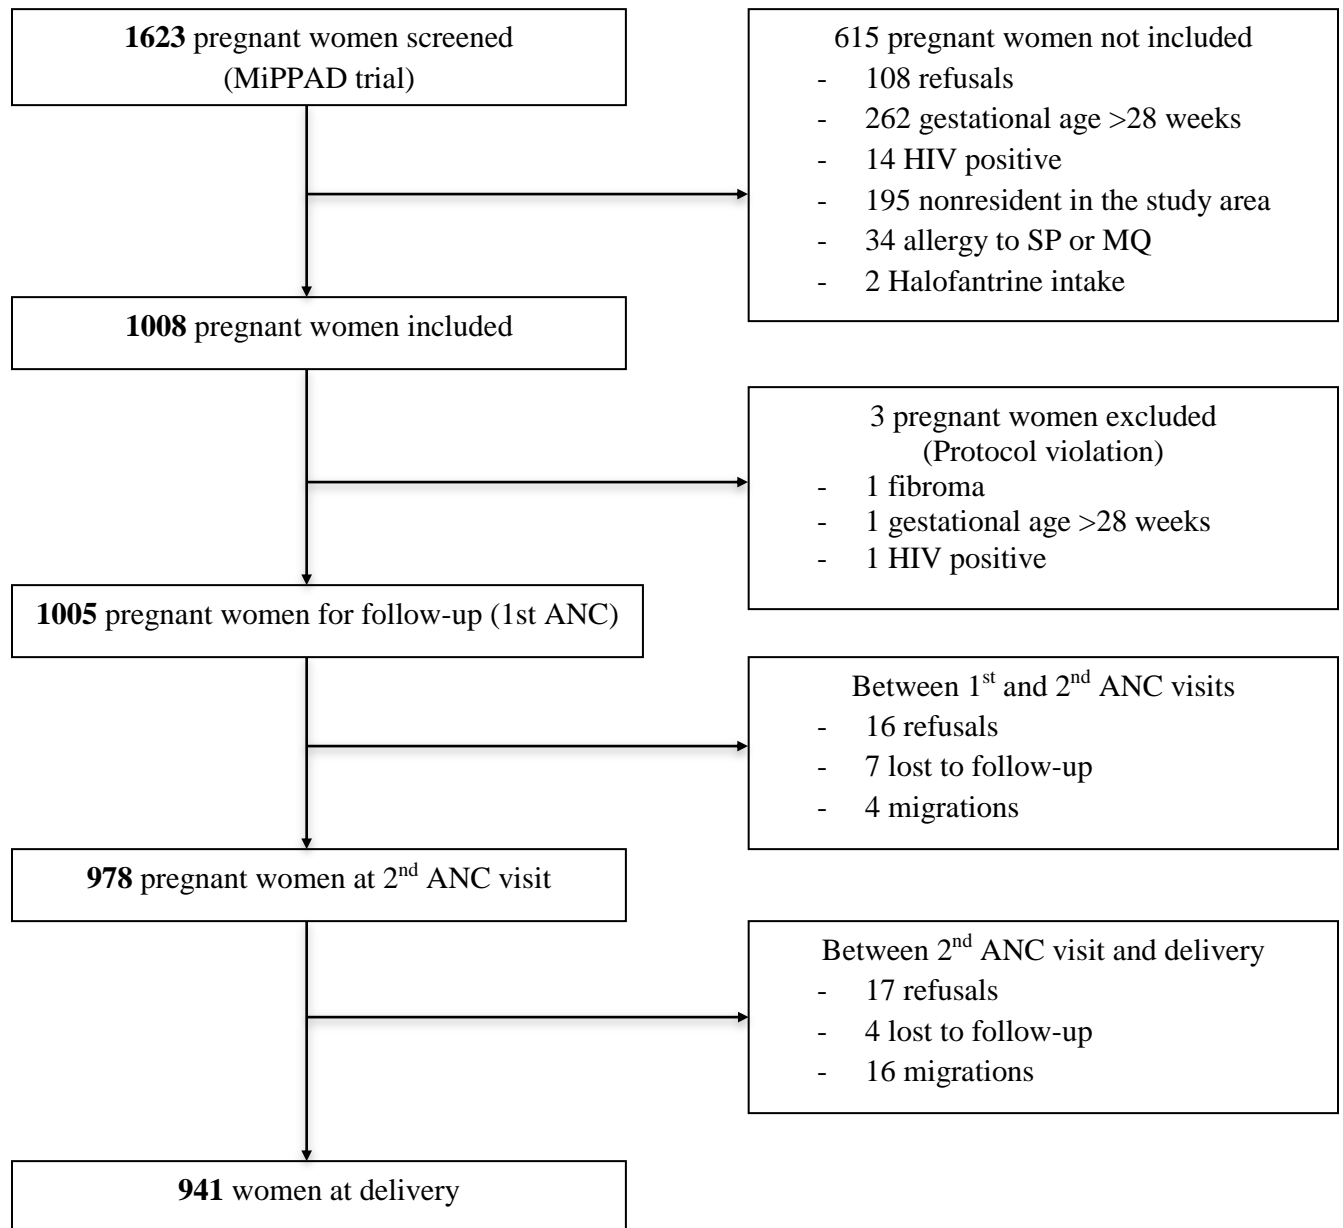 1623 pregnant women screened
(MiPPAD trial)
615 pregnant women not included
- 108 refusals
- 262 gestational age >28 weeks
- 14 HIV positive
- 195 nonresident in the study area
- 34 allergy to SP or MQ
- 2 Halofantrine intake
1008 pregnant women included
3 pregnant women excluded
(Protocol violation)
- 1 fibroma
- 1 gestational age >28 weeks
- 1 HIV positive
1005 pregnant women for follow-up (1st ANC)
Between 1st and 2nd ANC visits
- 16 refusals
- 7 lost to follow-up
- 4 migrations
978 pregnant women at 2nd ANC visit
Between 2nd ANC visit and delivery
- 17 refusals
- 4 lost to follow-up
- 16 migrations
941 women at delivery